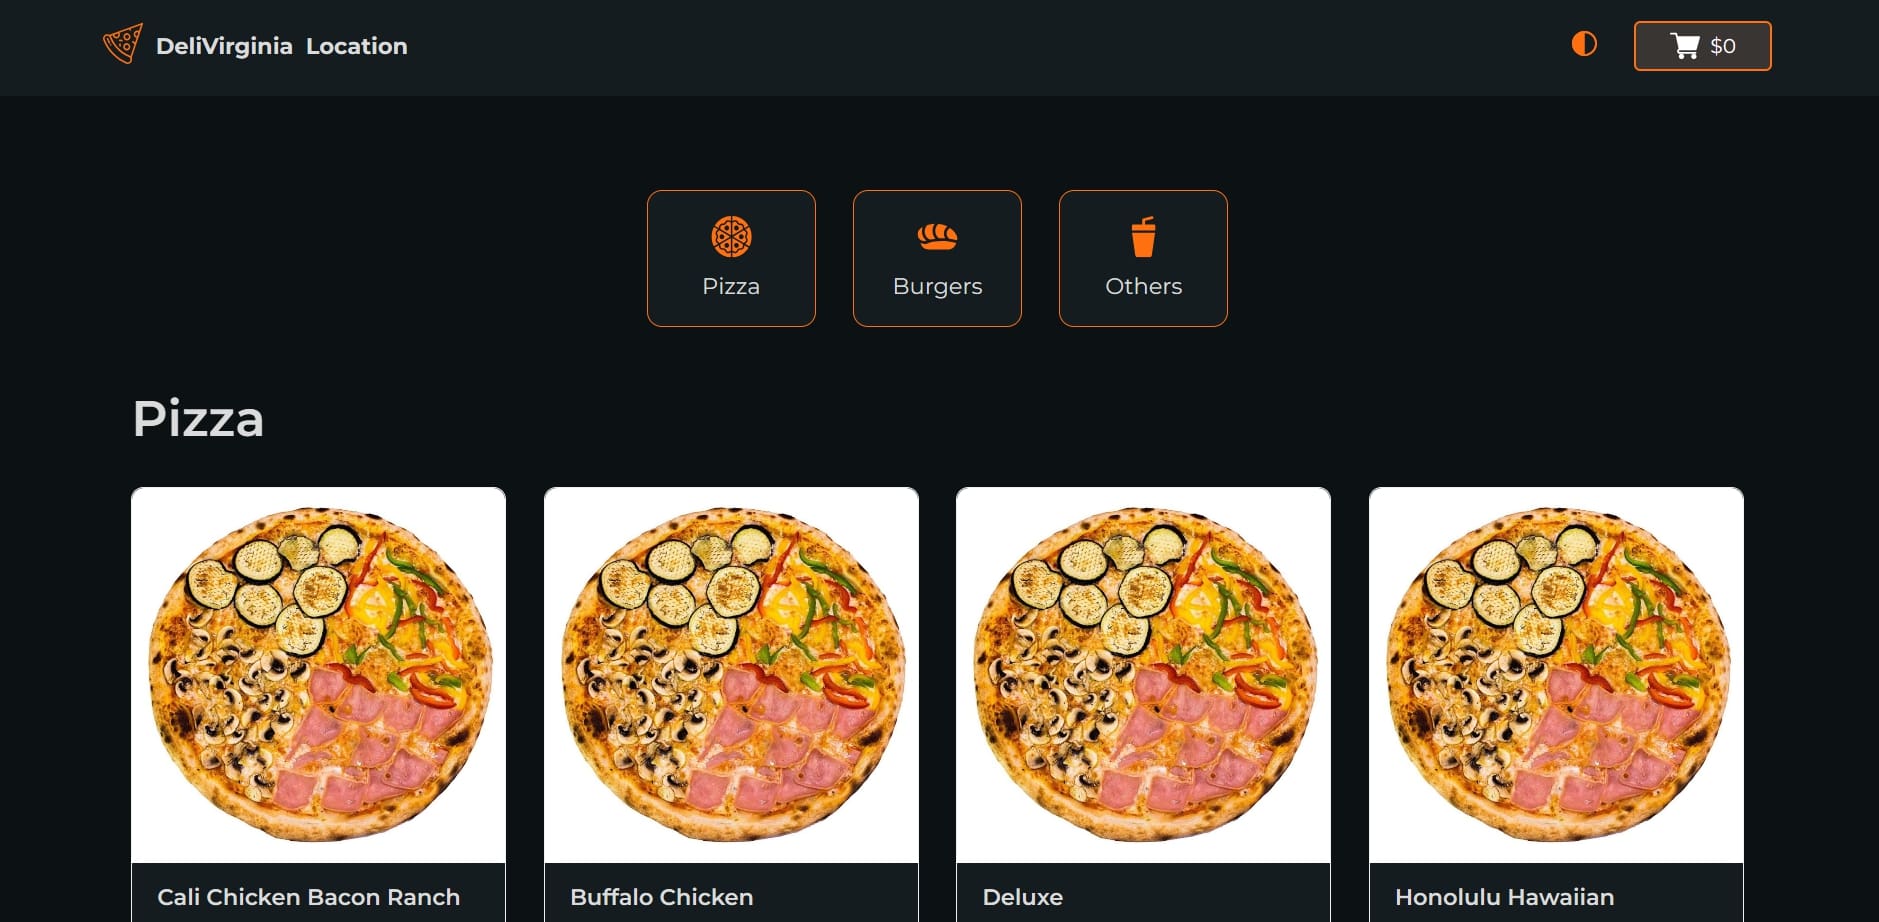 DeliVirginia Location
$0
Pizza
Burgers
Others
Pizza
Cali Chicken Bacon Ranch
Buffalo Chicken
Deluxe
Honolulu Hawaiian